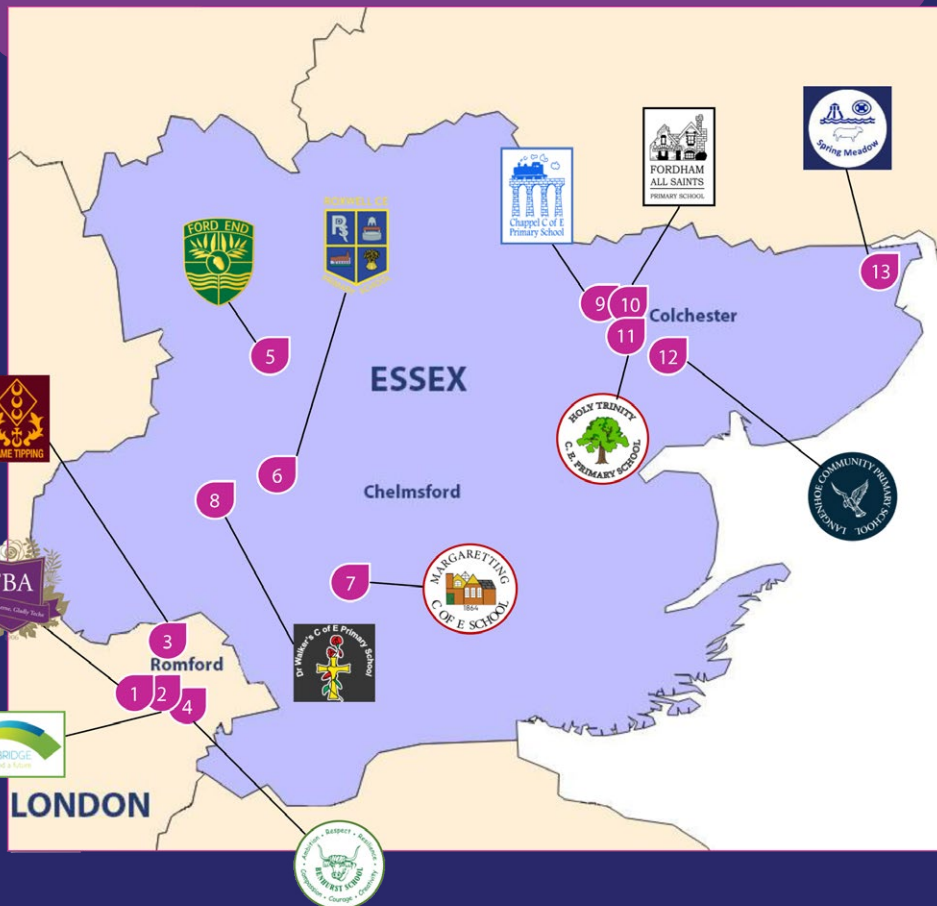 Spring Meadow
FORDHAM
ALL SAINTS
PRIMARY SCHOOL
Chappel C of E
Primary School
ROXWELL CE
FORD END
13
9
10
Colchester
11
12
5
ESSEX
HOLY TRINITY
C. E. PRIMARY SCHOOL
AME TIPPING
6
Chelmsford
8
LANGENHOE COMMUNITY PRIMARY SCHOOL
7
MARGARETTING
1864
C OF E SCHOOL
BA
3
Dr Walker's C of E Primary School
Romford
1
2
4
BRIDGE
LONDON
Ambition • Respect • Resilience
BENHURST SCHOOL
Compassion • Courage • Creativity